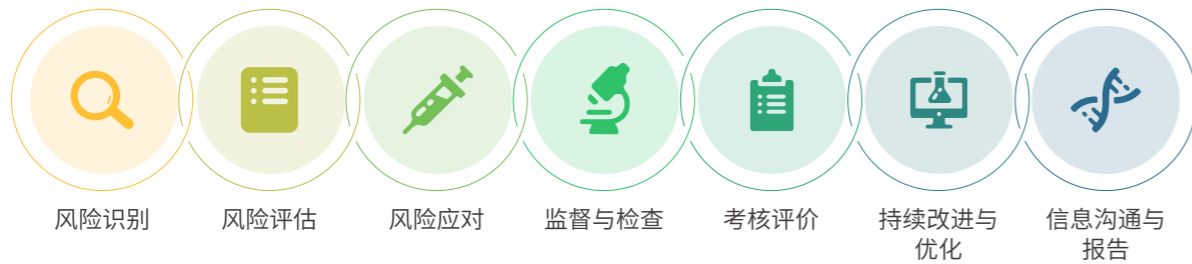 风险识别
风险评估
风险应对
监督与检查
考核评价
持续改进与
优化
信息沟通与
报告